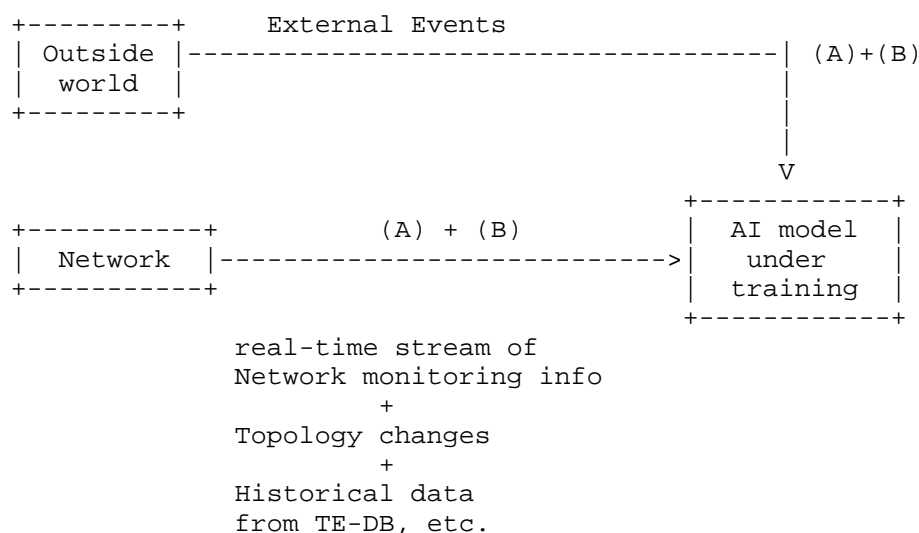 External Events
Outside (A)+(B)
world
(A) + (B) AI model
Network under
training
real-time stream of
Network monitoring info
+
Topology changes
+
Historical data
from TE-DB, etc.